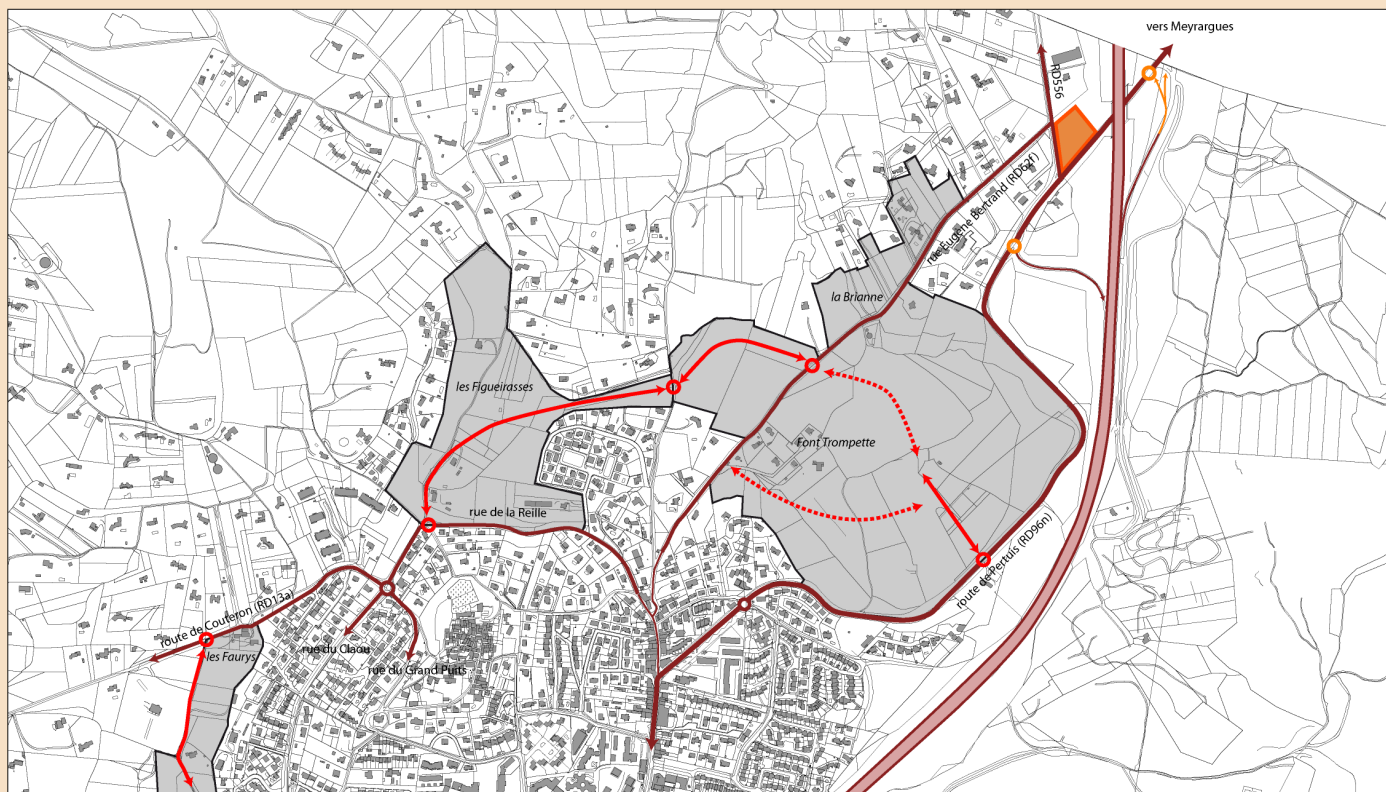 vers Meyrargues
RD556
rue Eugène Bertrand (RD62f)
la Brianne
les Figueirasses
Font Trompette
rue de la Reille
route de Pertuis (RD96n)
route de Couteron (RD13a)
les Faurys
rue du Claou
rue du Grand Puits